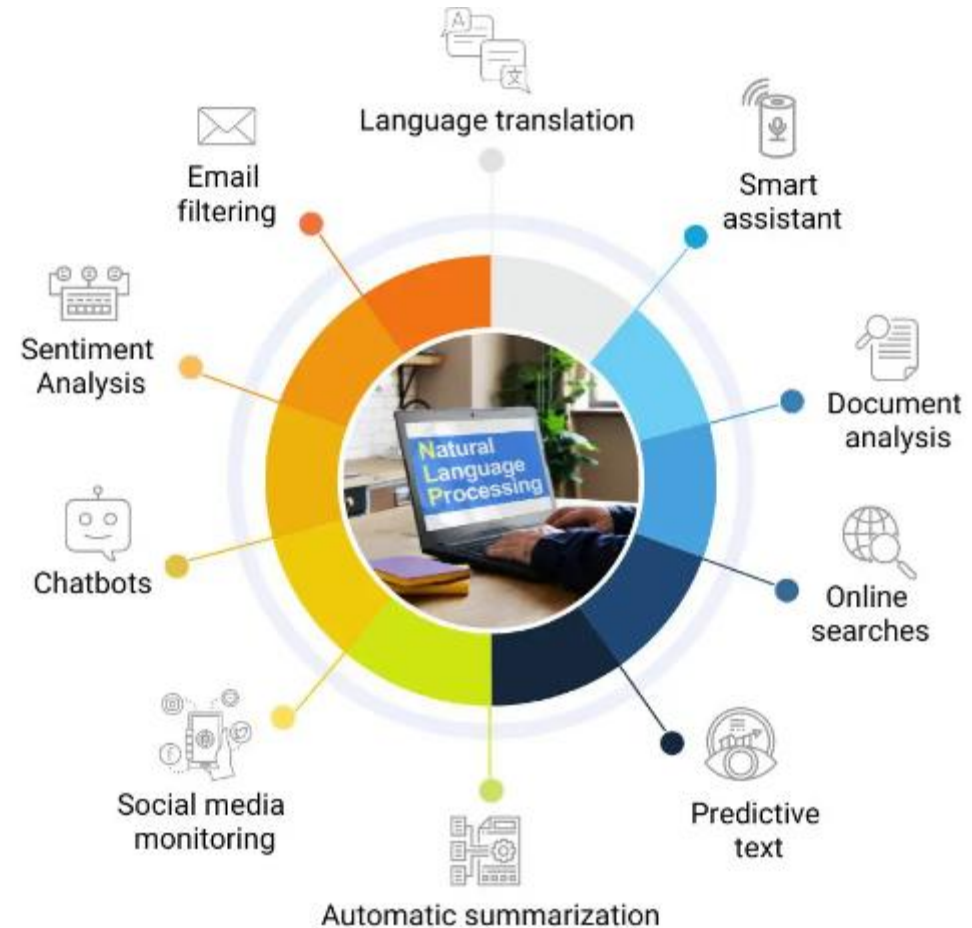 Language translation
Smart
assistant
Document
analysis
Online
searches
Predictive
text
Automatic summarization
Social media
monitoring
Chatbots
Sentiment
Analysis
Email
filtering
Natural
Language
Processing
A
文